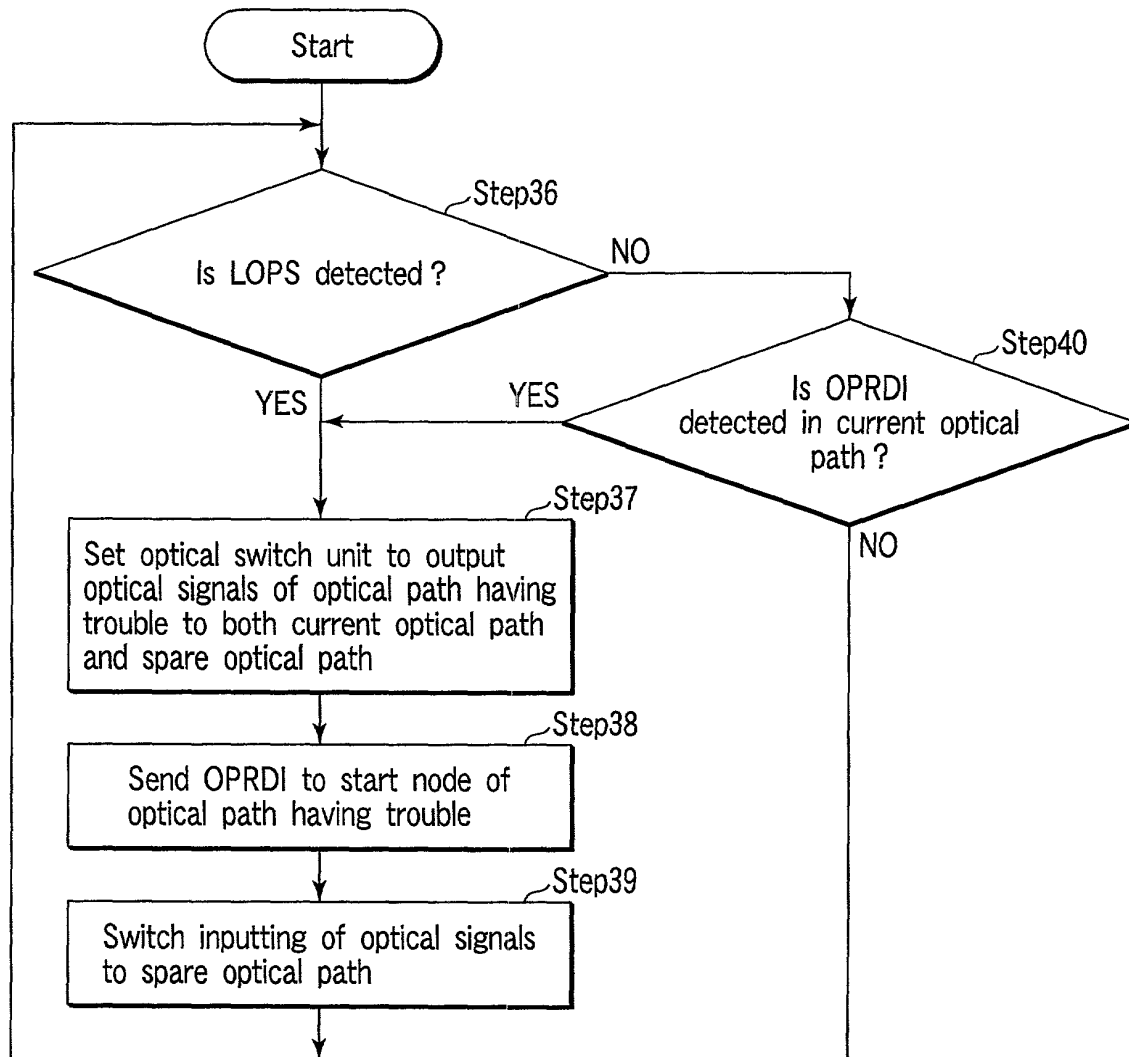 Start
Step36
Is LOPS detected ?
NO
Step40
Is OPRDI
detected in current optical
path ?
YES
YES
NO
Step37
Set optical switch unit to output
optical signals of optical path having
trouble to both current optical path
and spare optical path
Step38
Send OPRDI to start node of
optical path having trouble
Step39
Switch inputting of optical signals
to spare optical path